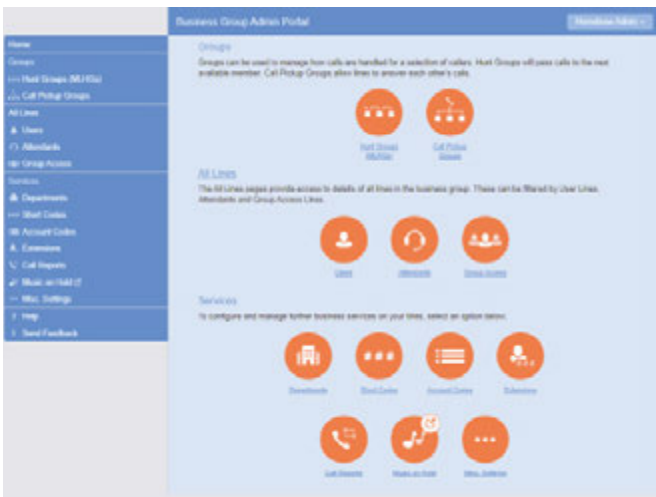 Business Group Admin Portal
Home
Groups
Hunt Groups (MLHGs)
Call Pickup Groups
All Lines
Users
Attendants
Group Access
Services
Departments
Short Codes
Account Codes
Extensions
Call Reports
Music on Hold
Misc. Settings
Help
Send Feedback
Groups
Groups can be used to manage how calls are handled for a selection of callers. Hunt Groups will pass calls to the next
available member. Call Pickup Groups allow lines to answer each other's calls.
Hunt Groups
(MLHGs)
Call Pickup
Groups
All Lines
The All Lines pages provide access to details of all lines in the business group. These can be filtered by User Lines,
Attendants and Group Access Lines.
Users
Attendants
Group Access
Services
To configure and manage further business services on your lines, select an option below.
Departments
Short Codes
Account Codes
Extensions
Call Reports
Music on Hold
Misc. Settings